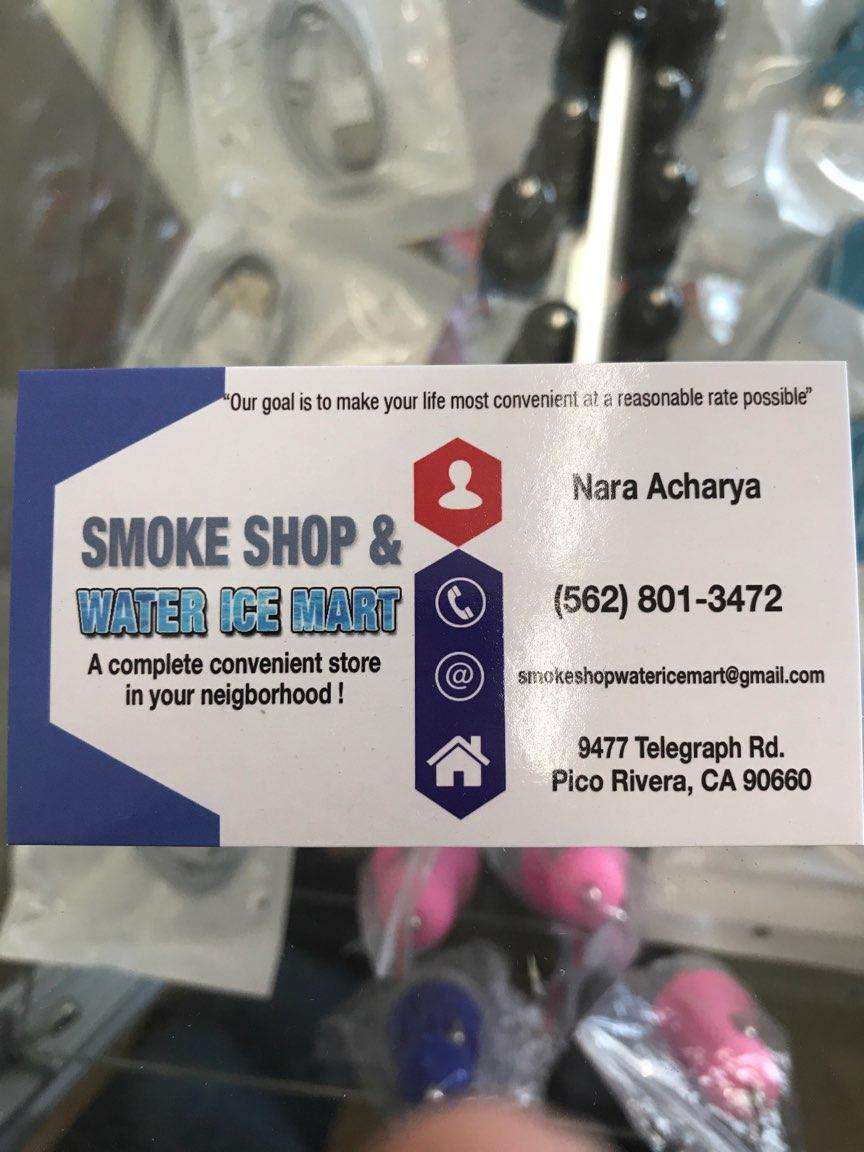 “Our goal is to make your life most convenient at a reasonable rate possible”
SMOKE SHOP &
WATER ICE MART
A complete convenient store
in your neigborhood !
Nara Acharya
(562) 801-3472
@
smokeshopwatericemart@gmail.com
9477 Telegraph Rd.
Pico Rivera, CA 90660